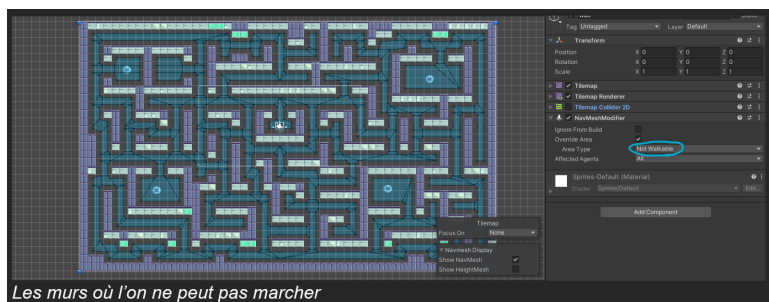 Tag Untagged Layer Default
Transform
Position X 0 Y 0 Z 0
Rotation X 0 Y 0 Z 0
Scale X 1 Y 1 Z 1
Tilemap
Tilemap Renderer
Tilemap Collider 2D
NavMeshModifier
Ignore From Build
Override Area
Area Type Not Walkable
Affected Agents All
Sprites-Default (Material)
Shader Sprites/Default Edit...
Add Component
Tilemap
Focus On None
Navmesh Display
Show NavMesh
Show HeightMesh
Les murs où l'on ne peut pas marcher